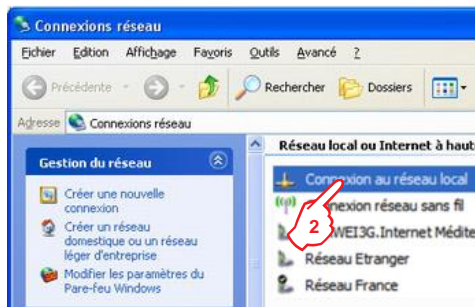 Connexions réseau
Fichier Edition Affichage Favoris Outils Avancé ?
Précédente Rechercher Dossiers
Adresse Connexions réseau
Gestion du réseau
Créer une nouvelle
connexion
Créer un réseau
domestique ou un réseau
léger d'entreprise
Modifier les paramètres du
Pare-feu Windows
Réseau local ou Internet à haut
Connexion au réseau local
nexion réseau sans fil
WEI3G.Internet Médite
Réseau Etranger
Réseau France
2